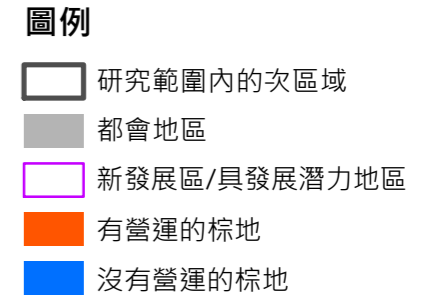 圖例
研究範圍內的次區域
都會地區
新發展區/具發展潛力地區
有營運的棕地
沒有營運的棕地